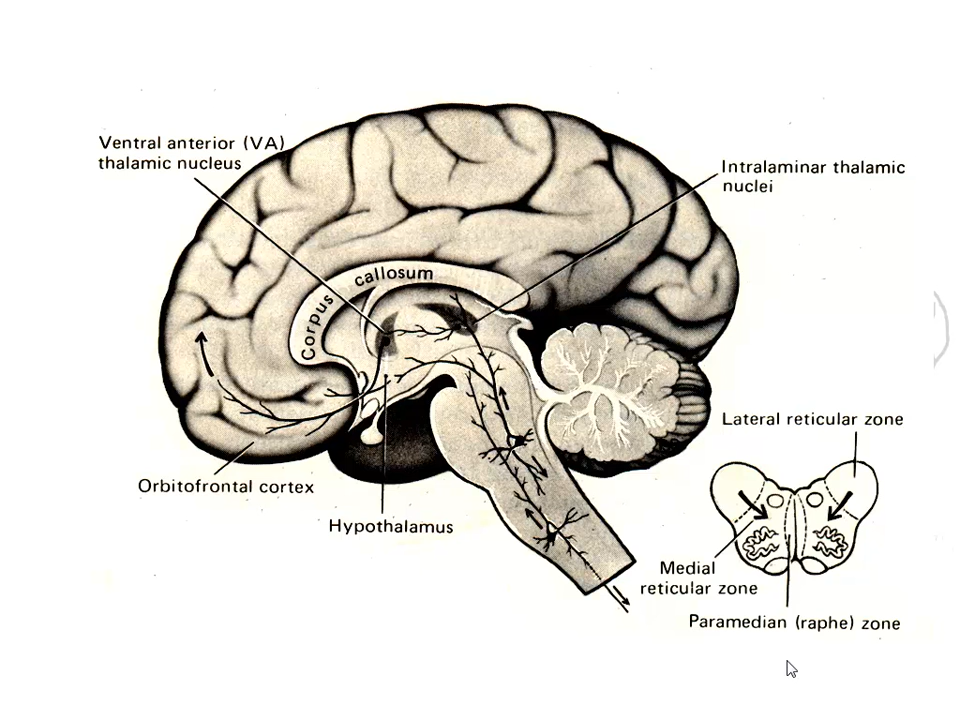 Ventral anterior (VA)
thalamic nucleus
Intralaminar thalamic
nuclei
Corpus callosum
Orbitofrontal cortex
Hypothalamus
Lateral reticular zone
Medial
reticular zone
Paramedian (raphe) zone